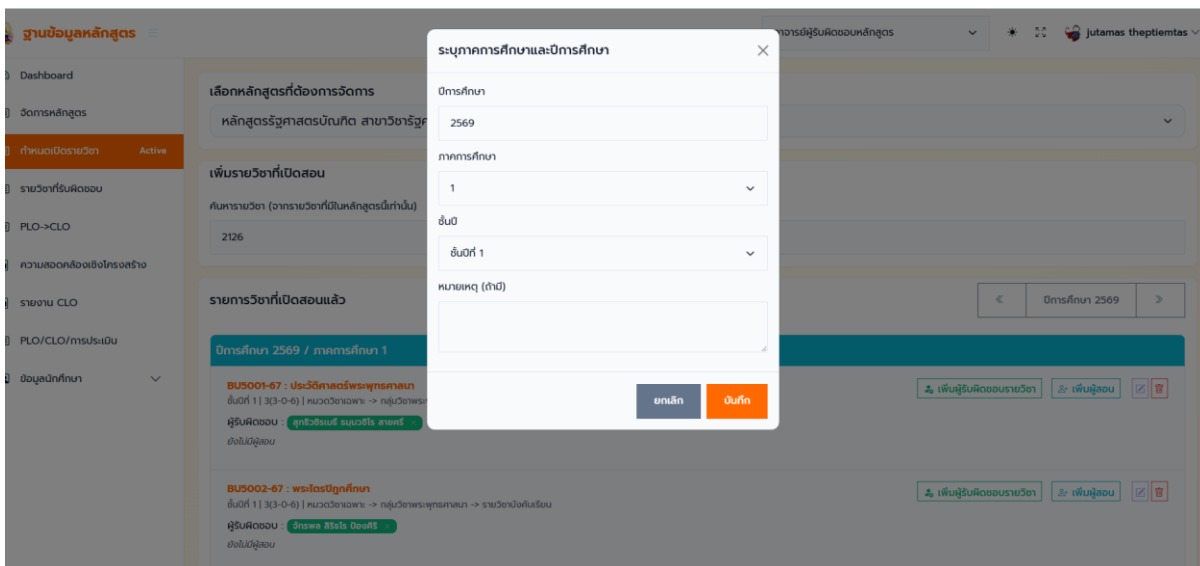 ฐานข้อมูลหลักสูตร
อาจารย์ผู้รับผิดชอบหลักสูตร
jutamas theptiemtas
Dashboard
จัดการหลักสูตร
กำหนดเปิดรายวิชา Active
รายวิชาที่รับผิดชอบ
PLO->CLO
ความสอดคล้องเชิงโครงสร้าง
รายงาน CLO
PLO/CLO/การประเมิน
ข้อมูลนักศึกษา
เลือกหลักสูตรที่ต้องการจัดการ
หลักสูตรรัฐศาสตรบัณฑิต สาขาวิชารัฐศ
เพิ่มรายวิชาที่เปิดสอน
ค้นหารายวิชา (จากรายวิชาที่มีในหลักสูตรนี้เท่านั้น)
2126
รายการวิชาที่เปิดสอนแล้ว
« ปีการศึกษา 2569 »
ปีการศึกษา 2569 / ภาคการศึกษา 1
BU5001-67 : ประวัติศาสตร์พระพุทธศาสนา
ชั้นปีที่ 1 | 3(3-0-6) | หมวดวิชาเฉพาะ -> กลุ่มวิชาพระ
ผู้รับผิดชอบ :
ยังไม่มีผู้สอน
เพิ่มผู้รับผิดชอบรายวิชา เพิ่มผู้สอน
BU5002-67 : พระไตรปิฎกศึกษา
ชั้นปีที่ 1 | 3(3-0-6) | หมวดวิชาเฉพาะ -> กลุ่มวิชาพระพุทธศาสนา -> รายวิชาบังคับเรียน
ผู้รับผิดชอบ : จักรพล สิริธโร ป้องศิริ ×
ยังไม่มีผู้สอน
เพิ่มผู้รับผิดชอบรายวิชา เพิ่มผู้สอน
ระบุภาคการศึกษาและปีการศึกษา
ปีการศึกษา
2569
ภาคการศึกษา
1
ชั้นปี
ชั้นปีที่ 1
หมายเหตุ (ถ้ามี)
ยกเลิก บันทึก